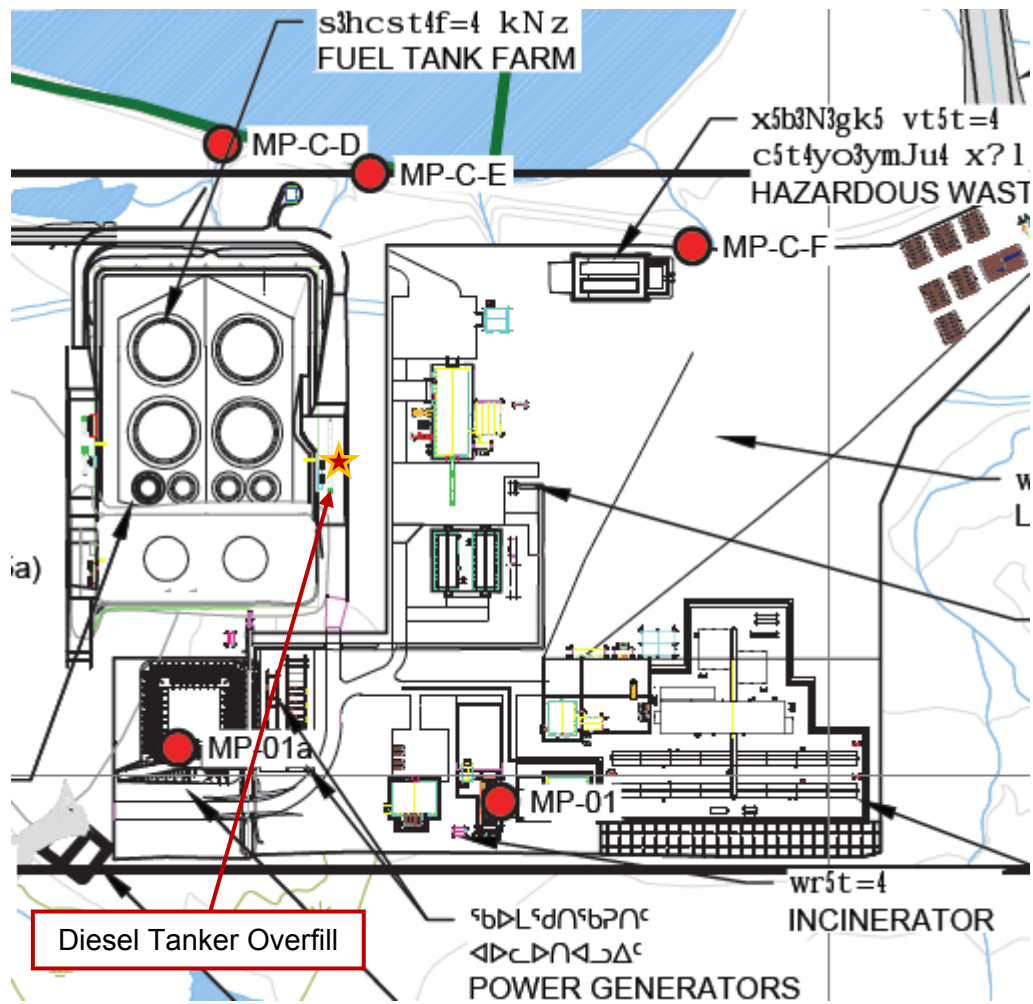 s3hcst4f=4 kNz
FUEL TANK FARM
MP-C-D
MP-C-E
x5b3N3gk5 vt5t=4
c5t4yo3ymJu4 x?l
HAZARDOUS WAST
MP-C-F
w
L
a)
MP-01a
MP-01
wr5t=4
INCINERATOR
Diesel Tanker Overfill
ᖃᐅᒪᖁᑎᖃᕈᑎᑦ
ᐊᐅᓚᐅᑎᐊᓗᐃᑦ
POWER GENERATORS